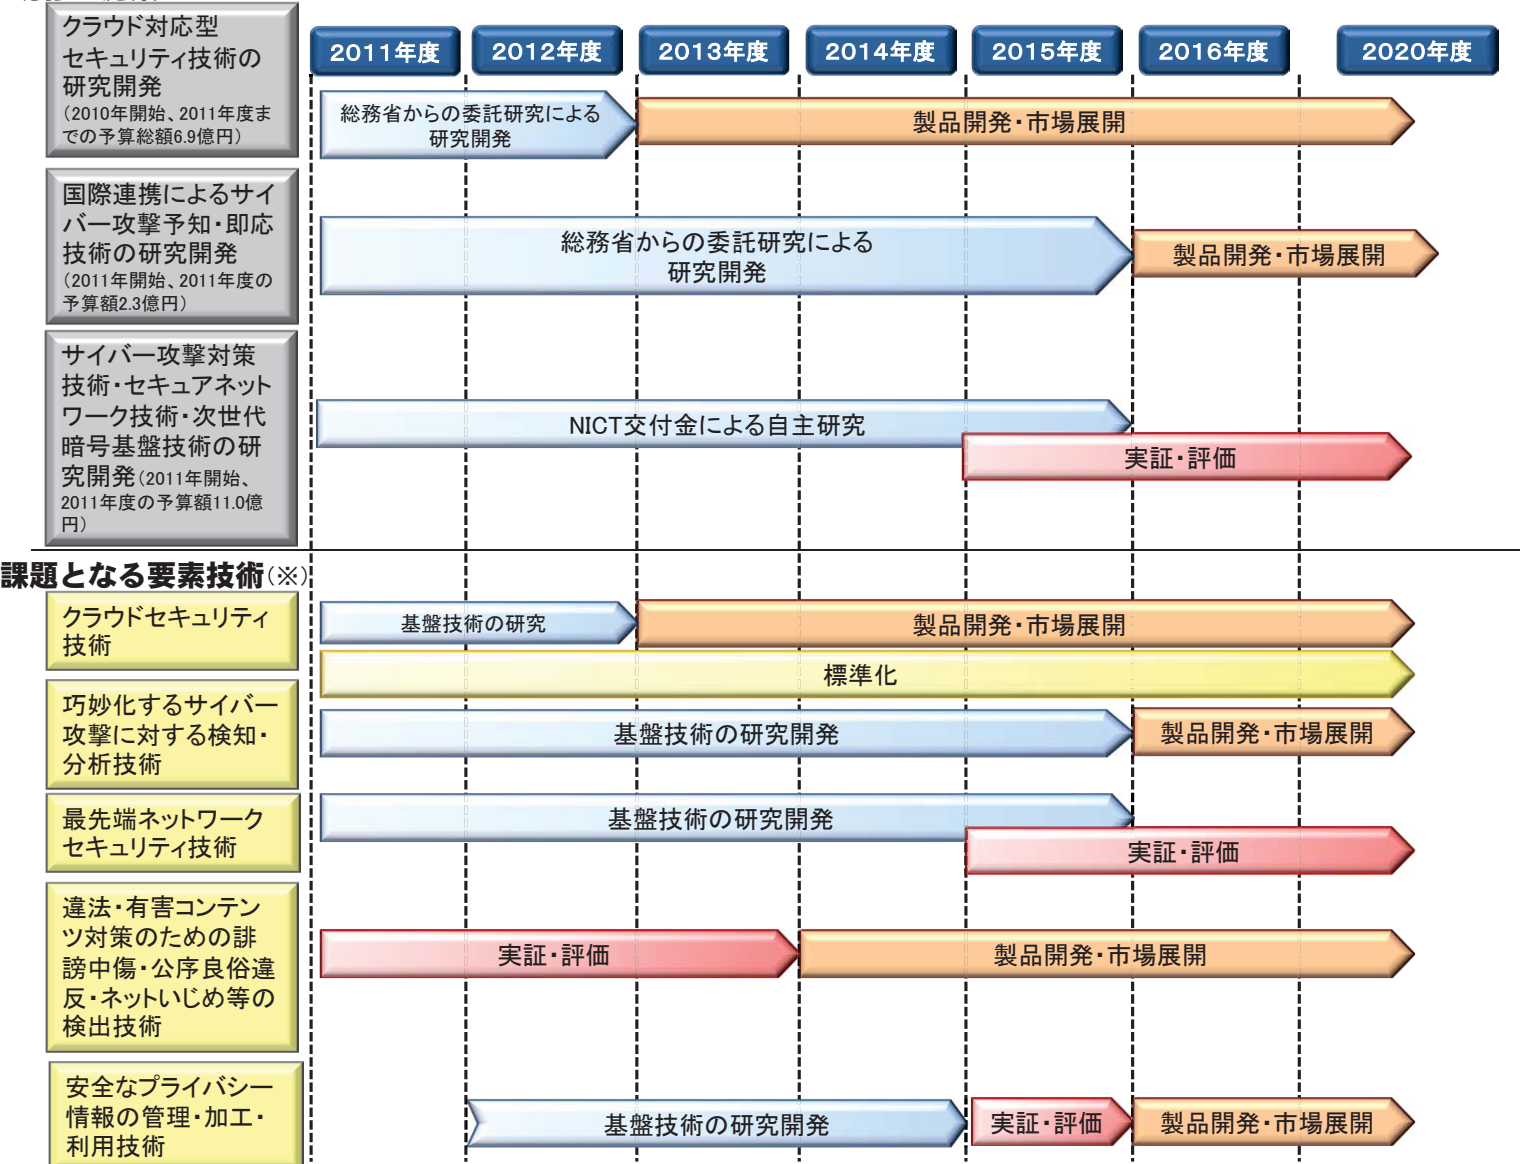 クラウド対応型
セキュリティ技術の
研究開発
(2010年開始、2011年度ま
での予算総額6.9億円)
2011年度
2012年度
2013年度
2014年度
2015年度
2016年度
2020年度
総務省からの委託研究による
研究開発
製品開発・市場展開
国際連携によるサイ
バー攻撃予知・即応
技術の研究開発
(2011年開始、2011年度の
予算額2.3億円)
総務省からの委託研究による
研究開発
製品開発・市場展開
サイバー攻撃対策
技術・セキュアネット
ワーク技術・次世代
暗号基盤技術の研
究開発(2011年開始、
2011年度の予算額11.0億
円)
NICT交付金による自主研究
実証・評価
課題となる要素技術(※)
クラウドセキュリティ
技術
基盤技術の研究
製品開発・市場展開
標準化
巧妙化するサイバー
攻撃に対する検知・
分析技術
基盤技術の研究開発
製品開発・市場展開
最先端ネットワーク
セキュリティ技術
基盤技術の研究開発
実証・評価
違法・有害コンテン
ツ対策のための誹
謗中傷・公序良俗違
反・ネットいじめ等の
検出技術
実証・評価
製品開発・市場展開
安全なプライバシー
情報の管理・加工・
利用技術
基盤技術の研究開発
実証・評価
製品開発・市場展開